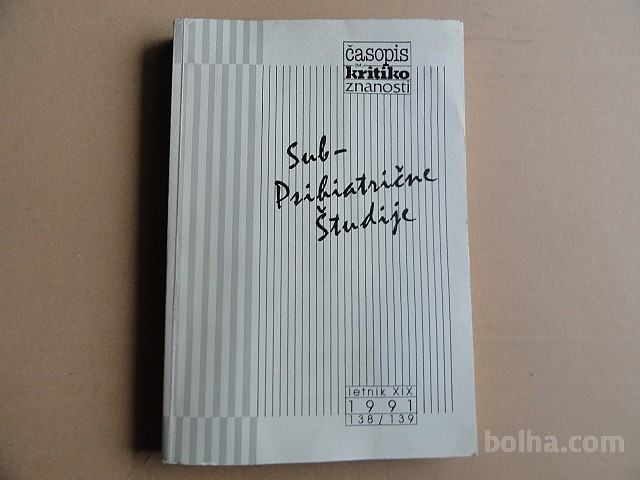 časopis
za kritiko
znanosti
Sub-
Psihiatrične
Študije
letnik XIX
1991
138/139
bolha.com